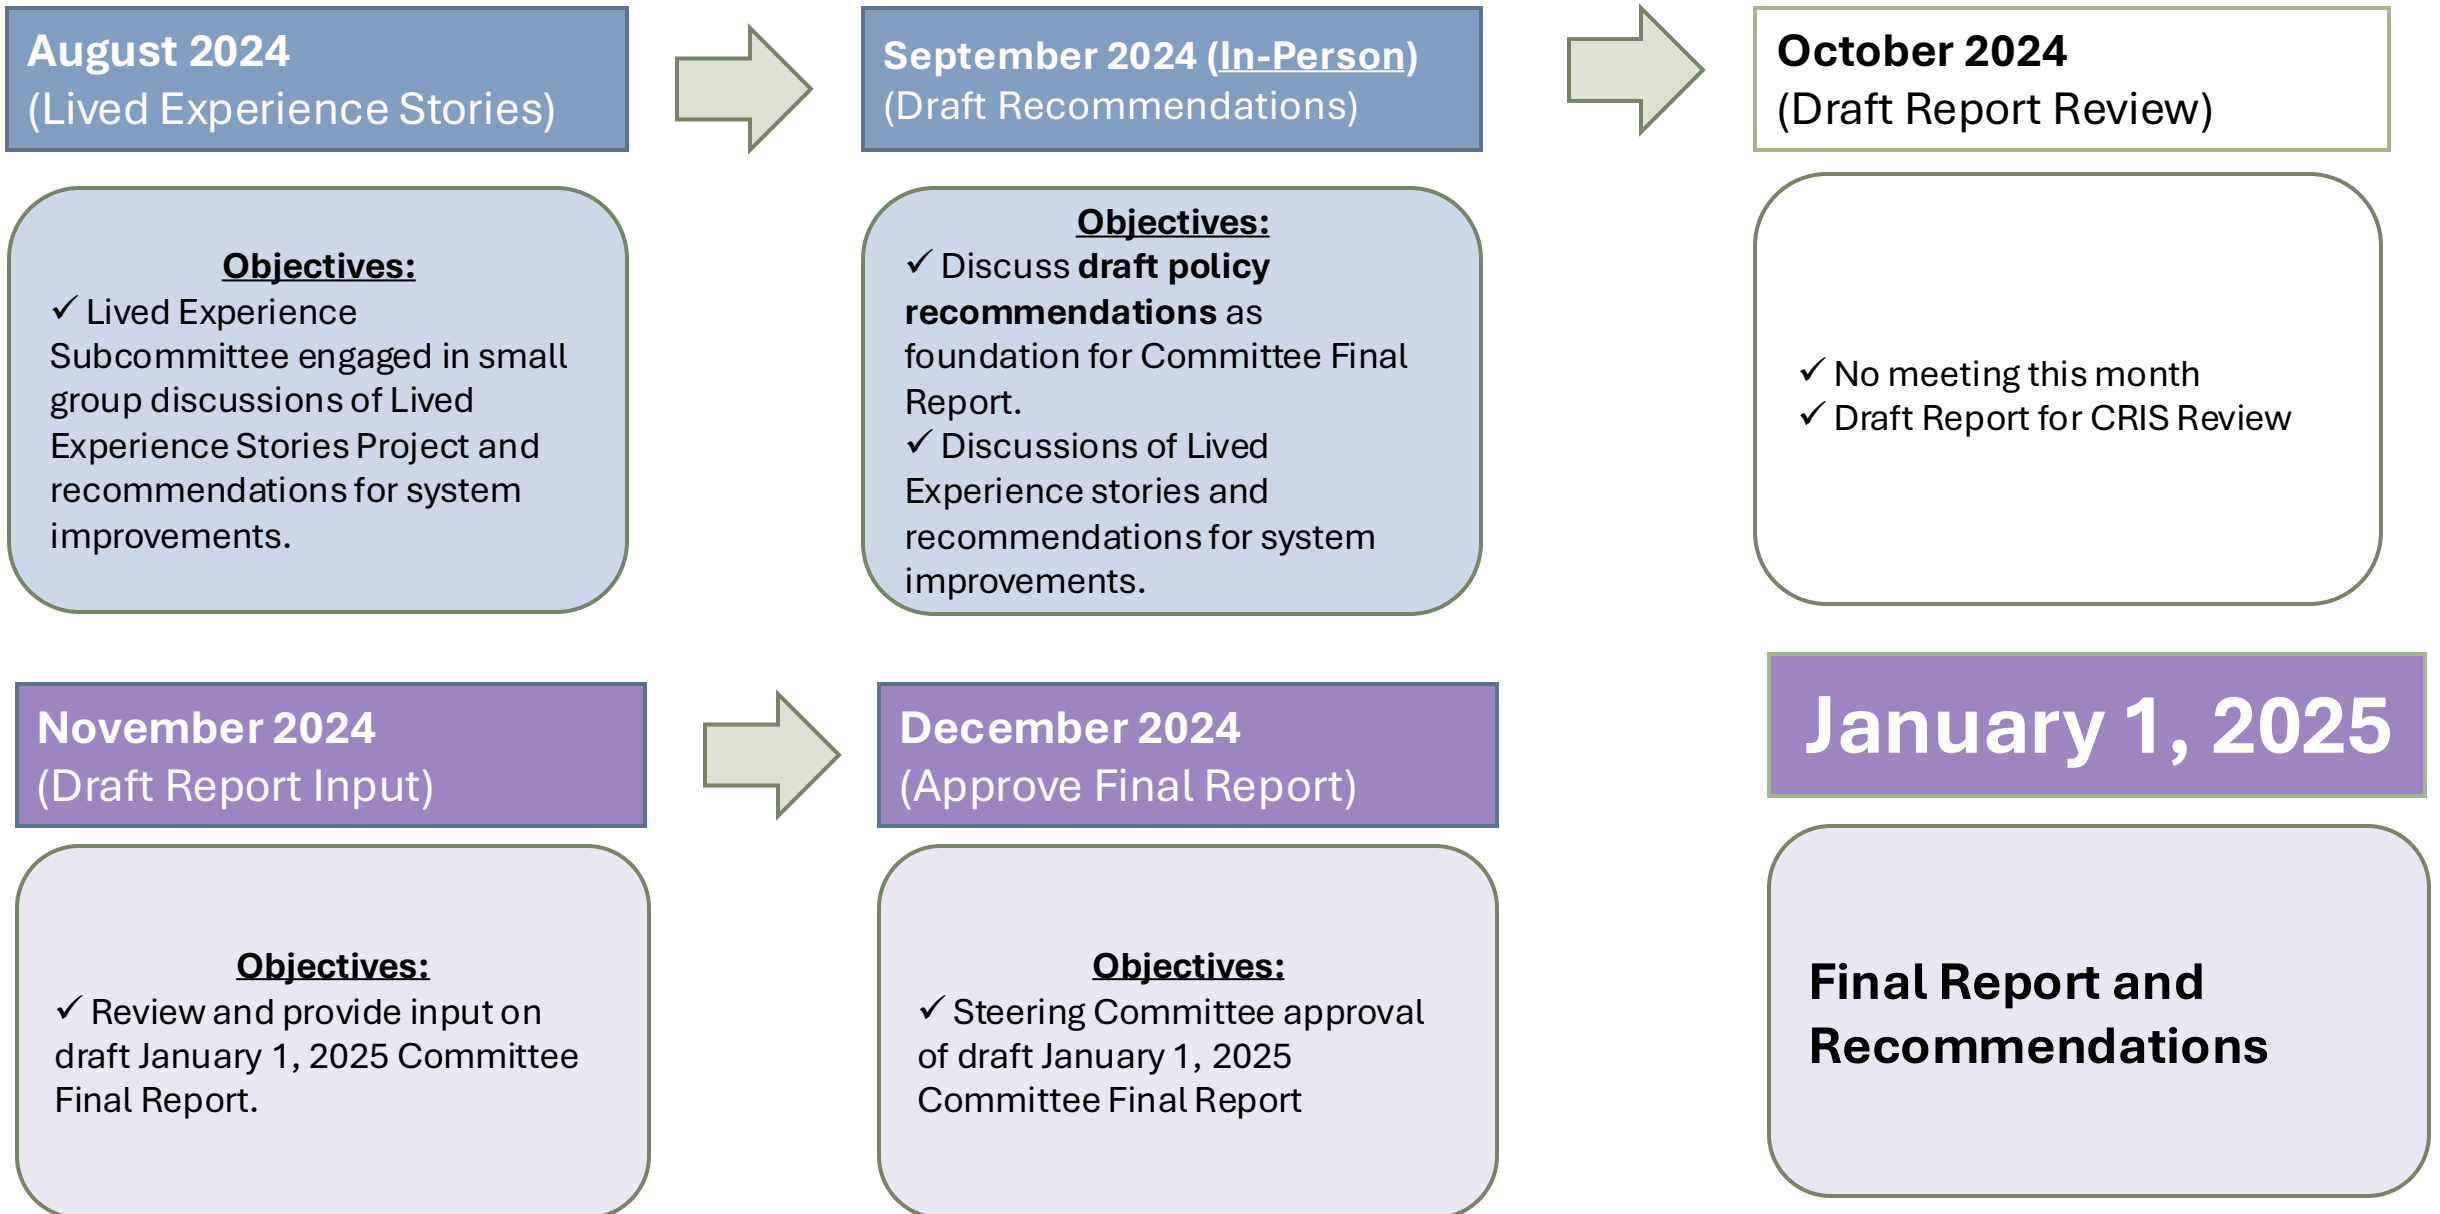 August 2024
(Lived Experience Stories)
Objectives:
✓ Lived Experience
Subcommittee engaged in small
group discussions of Lived
Experience Stories Project and
recommendations for system
improvements.
September 2024 (In-Person)
(Draft Recommendations)
Objectives:
✓ Discuss draft policy
recommendations as
foundation for Committee Final
Report.
✓ Discussions of Lived
Experience stories and
recommendations for system
improvements.
October 2024
(Draft Report Review)
✓ No meeting this month
✓ Draft Report for CRIS Review
November 2024
(Draft Report Input)
Objectives:
✓ Review and provide input on
draft January 1, 2025 Committee
Final Report.
December 2024
(Approve Final Report)
Objectives:
✓ Steering Committee approval
of draft January 1, 2025
Committee Final Report
January 1, 2025
Final Report and
Recommendations